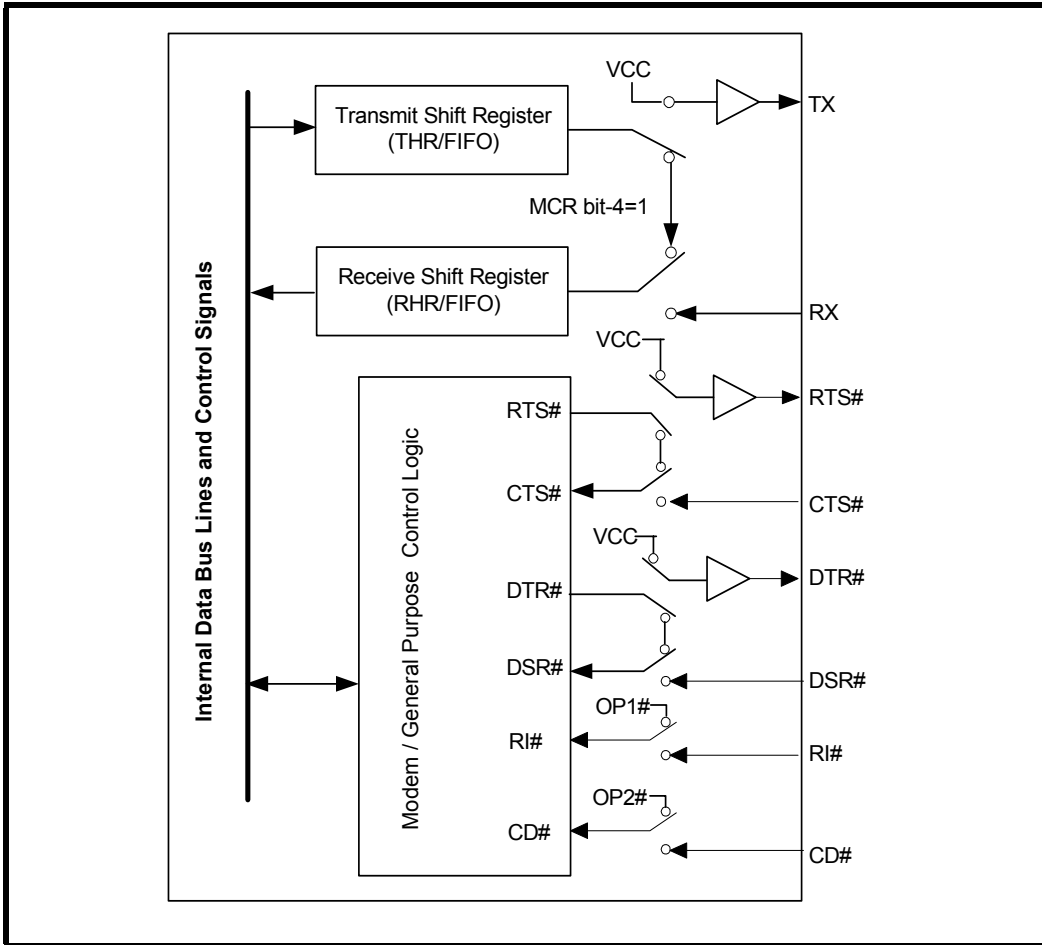 VCC
TX
Transmit Shift Register
(THR/FIFO)
MCR bit-4=1
Receive Shift Register
(RHR/FIFO)
RX
VCC
RTS#
RTS#
CTS#
CTS#
VCC
DTR#
DTR#
DSR#
DSR#
OP1#
RI#
RI#
OP2#
CD#
CD#
Internal Data Bus Lines and Control Signals
Modem / General Purpose Control Logic